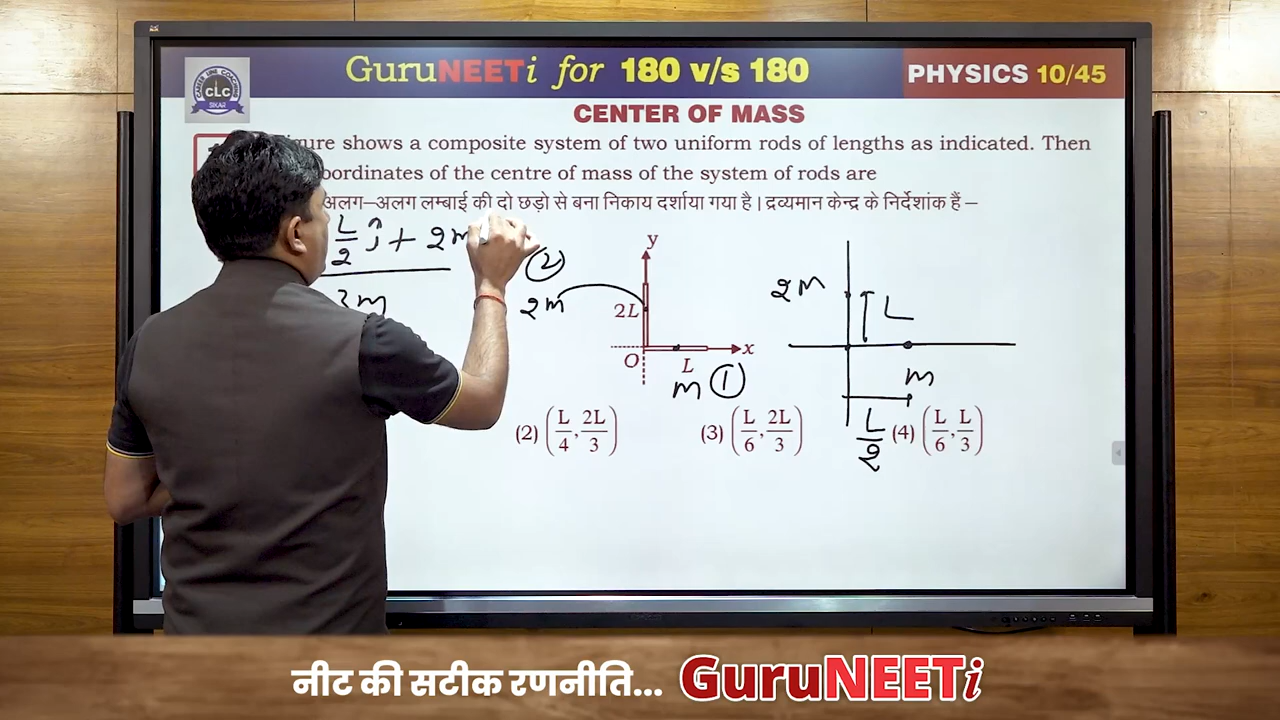 GuruNEETi for 180 v/s 180
PHYSICS 10/45
CLC
SIKAR
CENTER OF MASS
shows a composite system of two uniform rods of lengths as indicated. Then
of the centre of mass of the system of rods are
अलग–अलग लम्बाई की दो छड़ो से बना निकाय दर्शाया गया है। द्रव्यमान केन्द्र के निर्देशांक हैं –
L/2 ĵ + 2m
3m
②
2m
y
2L
O
x
L
m ①
2m
L
m
L/2
(2) (L/4, 2L/3)
(3) (L/6, 2L/3)
(4) (L/6, L/3)
नीट की सटीक रणनीति... GuruNEETi